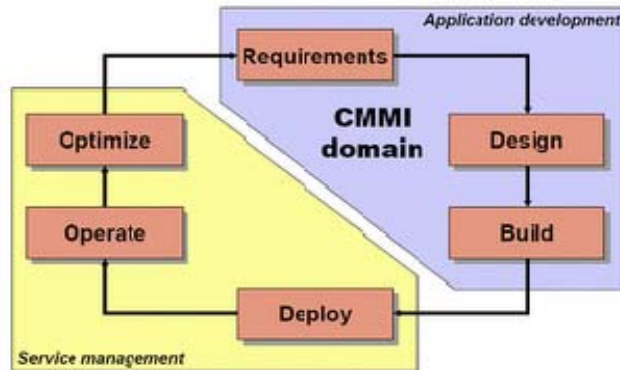 Application development
Requirements
CMMI
domain
Optimize
Design
Operate
Build
Deploy
Service management